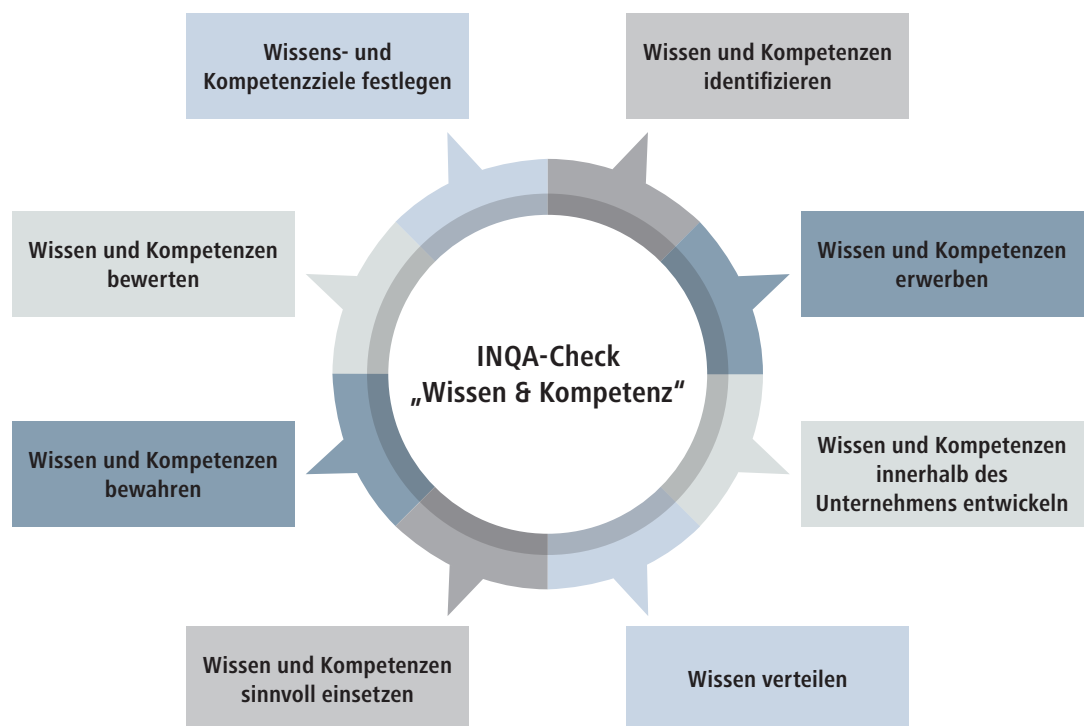 Wissens- und
Kompetenzziele festlegen
Wissen und Kompetenzen
identifizieren
Wissen und Kompetenzen
erwerben
Wissen und Kompetenzen
innerhalb des
Unternehmens entwickeln
Wissen verteilen
Wissen und Kompetenzen
sinnvoll einsetzen
Wissen und Kompetenzen
bewahren
Wissen und Kompetenzen
bewerten
INQA-Check
„Wissen & Kompetenz“